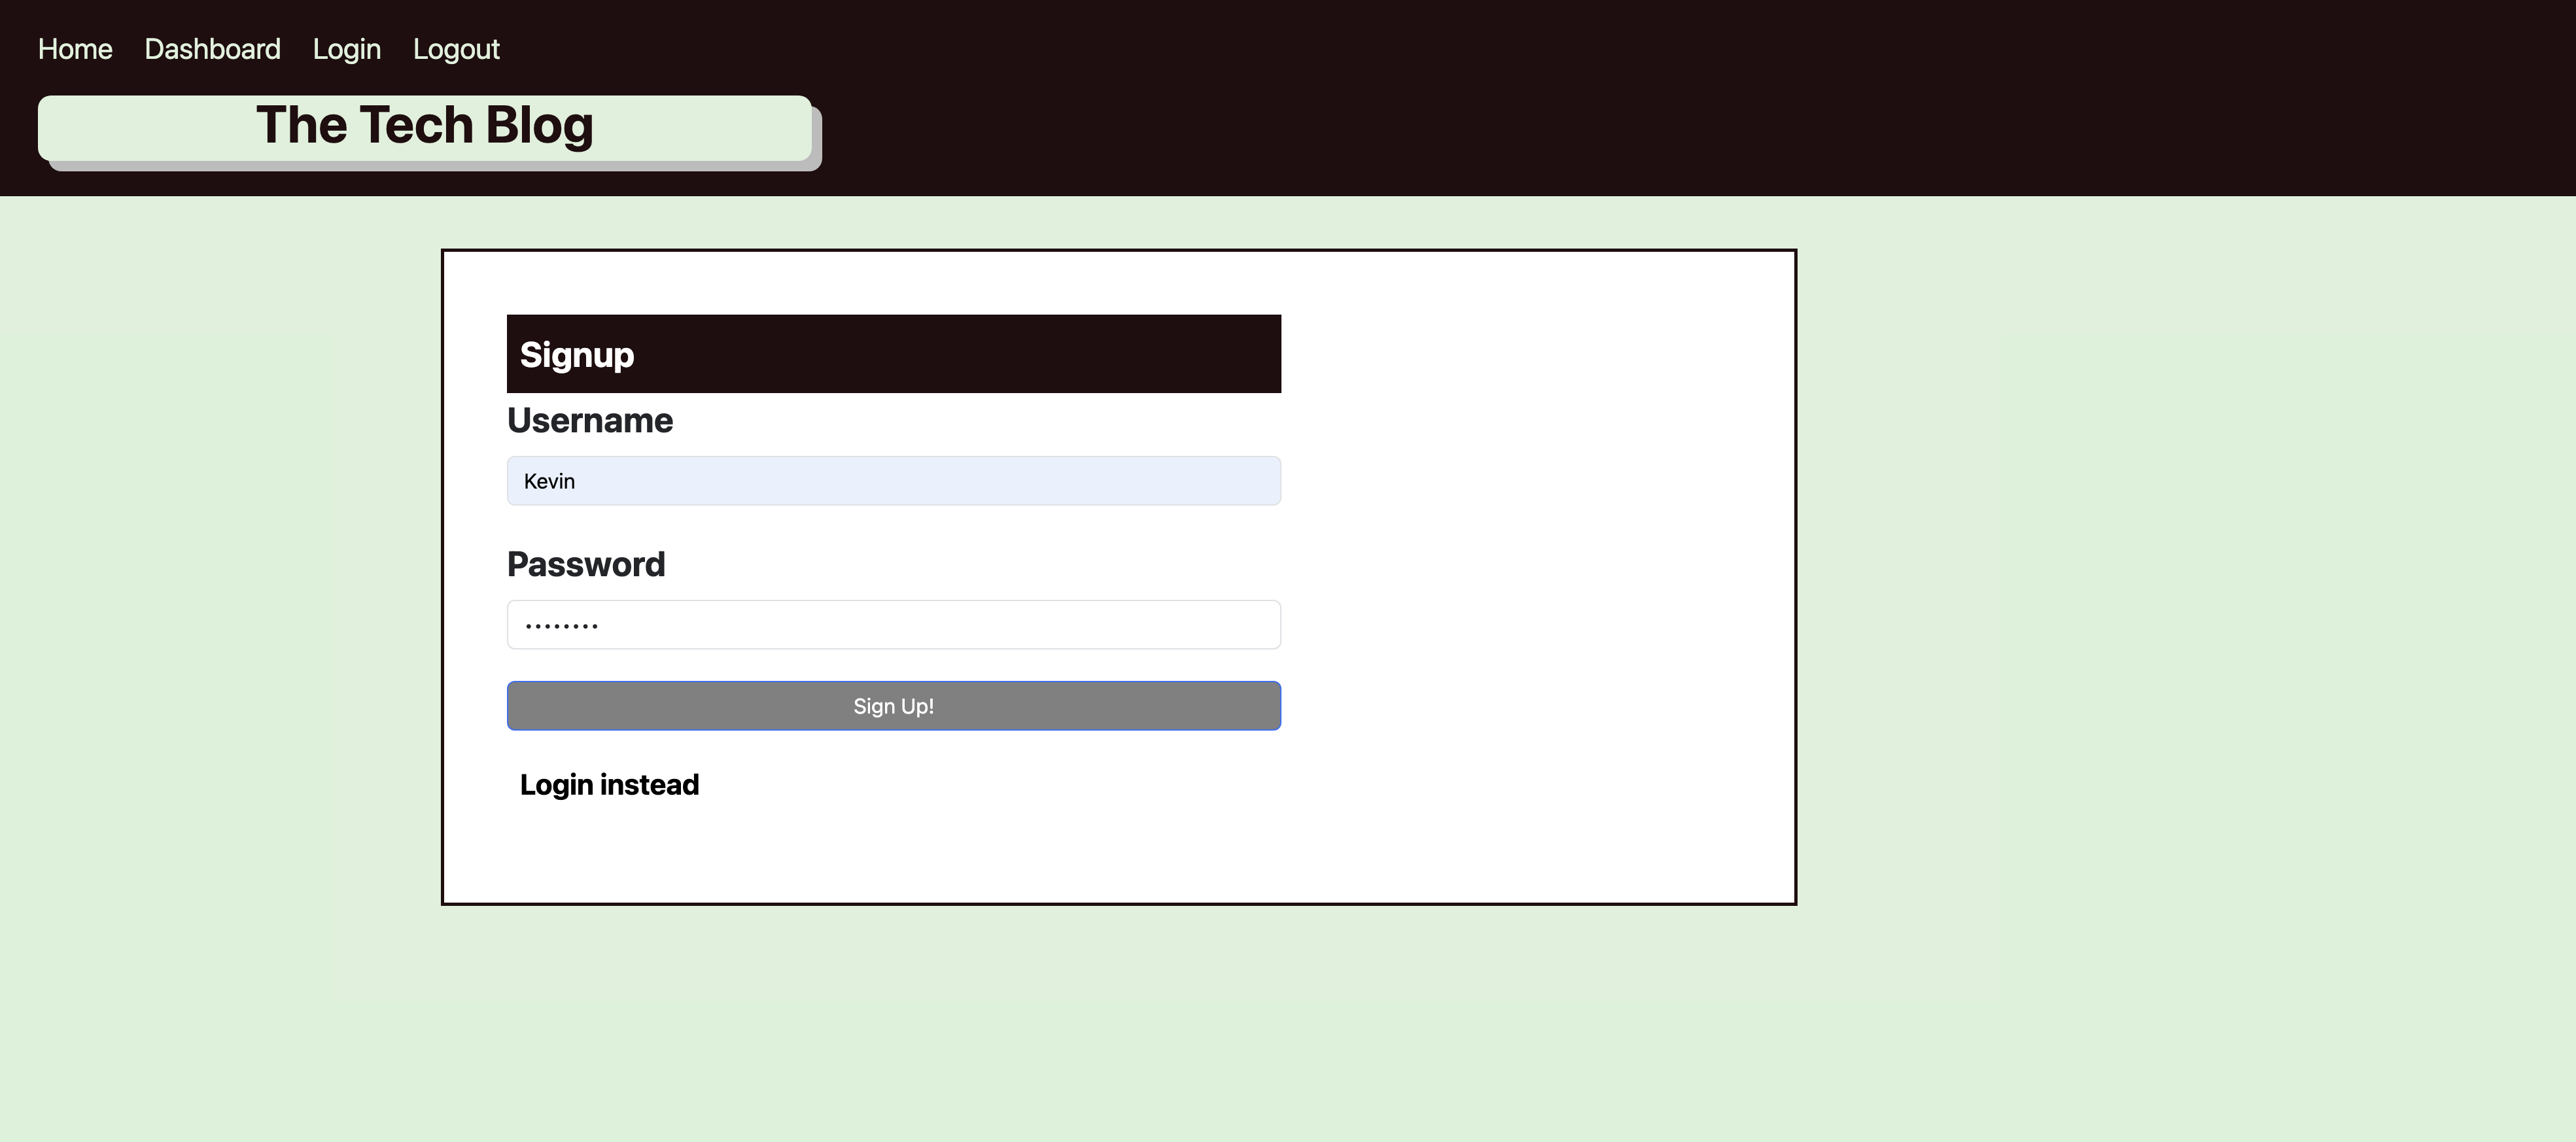 Home Dashboard Login Logout
The Tech Blog
Signup
Username
Kevin
Password
••••••••
Sign Up!
Login instead